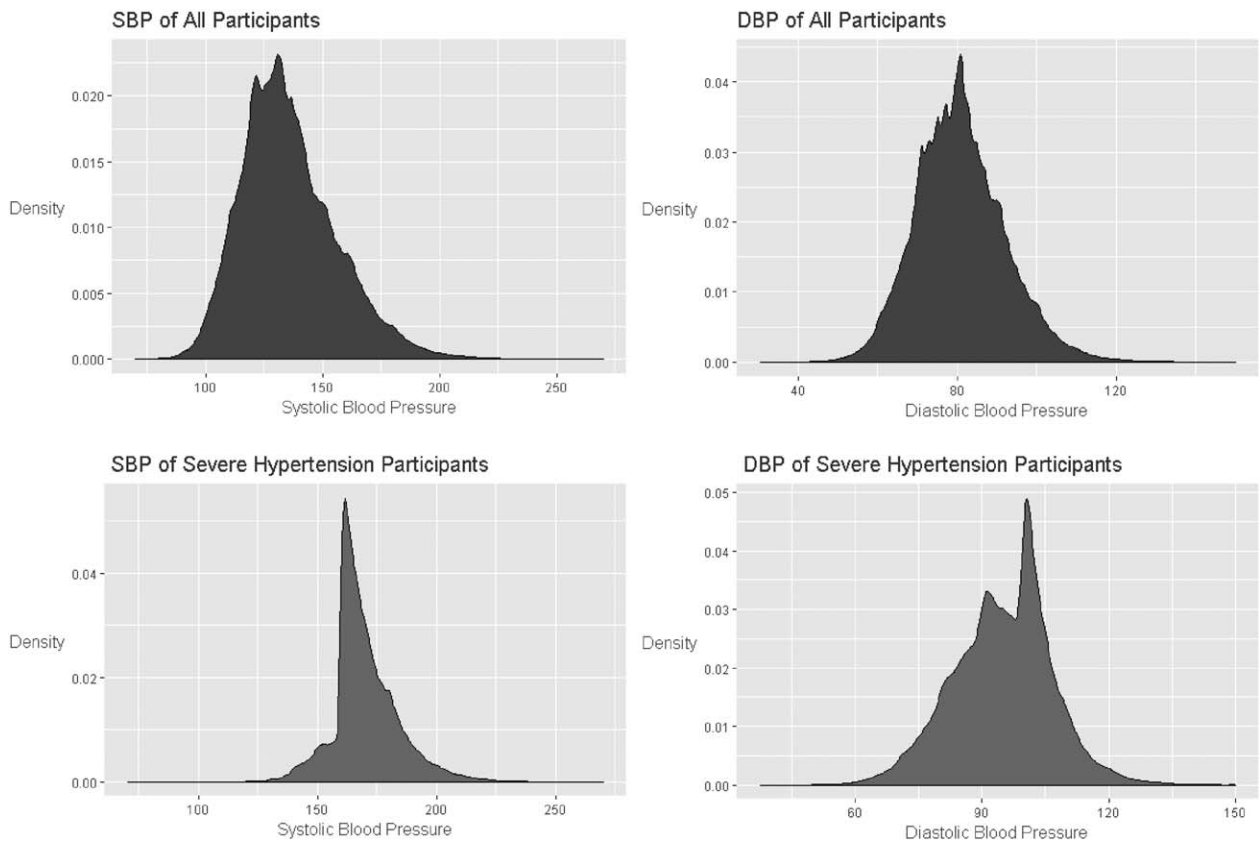 SBP of All Participants
0.020
0.015
Density
0.010
0.005
0.000
100 150 200 250
Systolic Blood Pressure
DBP of All Participants
0.04
0.03
Density
0.02
0.01
0.00
40 80 120
Diastolic Blood Pressure
SBP of Severe Hypertension Participants
0.04
Density
0.02
0.00
100 150 200 250
Systolic Blood Pressure
DBP of Severe Hypertension Participants
0.05
0.04
0.03
Density
0.02
0.01
0.00
60 90 120 150
Diastolic Blood Pressure